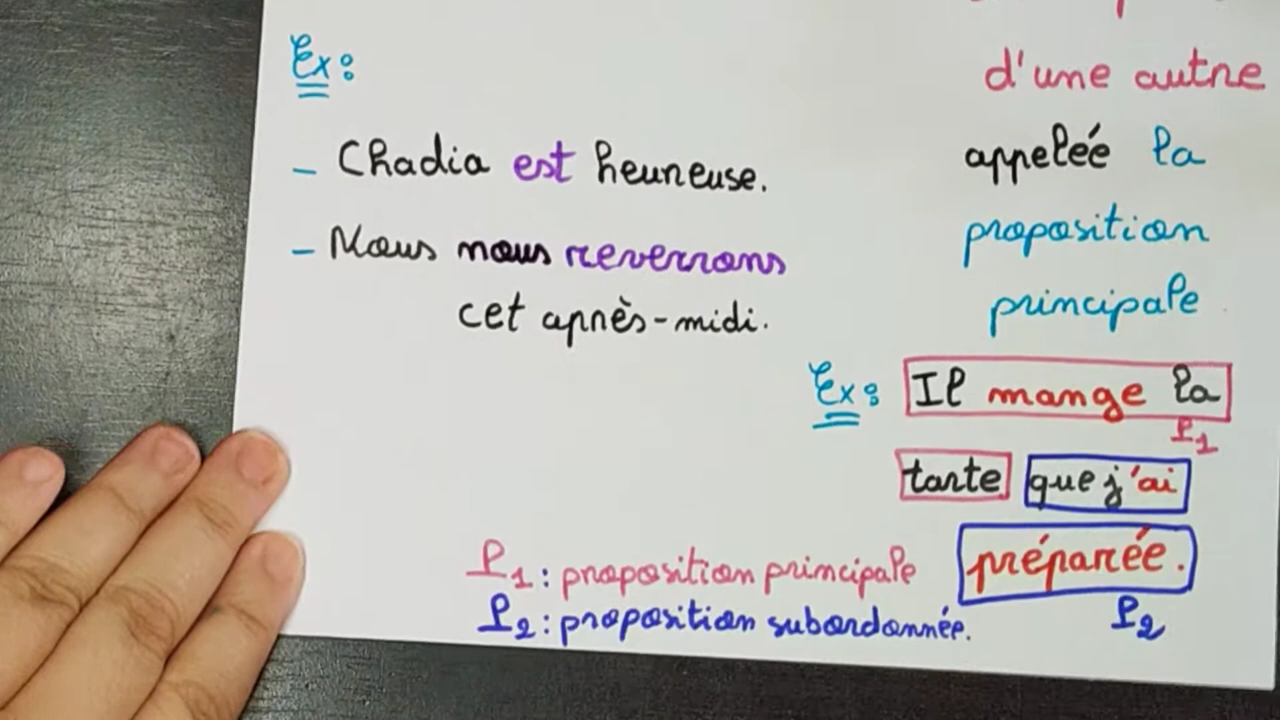 Ex:
- Chadia est heureuse.
- Nous nous reverrons
cet après-midi.
d'une autre
appelée la
proposition
principale
Ex: Il mange la
P1
tarte que j'ai
préparée.
P2
P1: proposition principale
P2: proposition subordonnée.